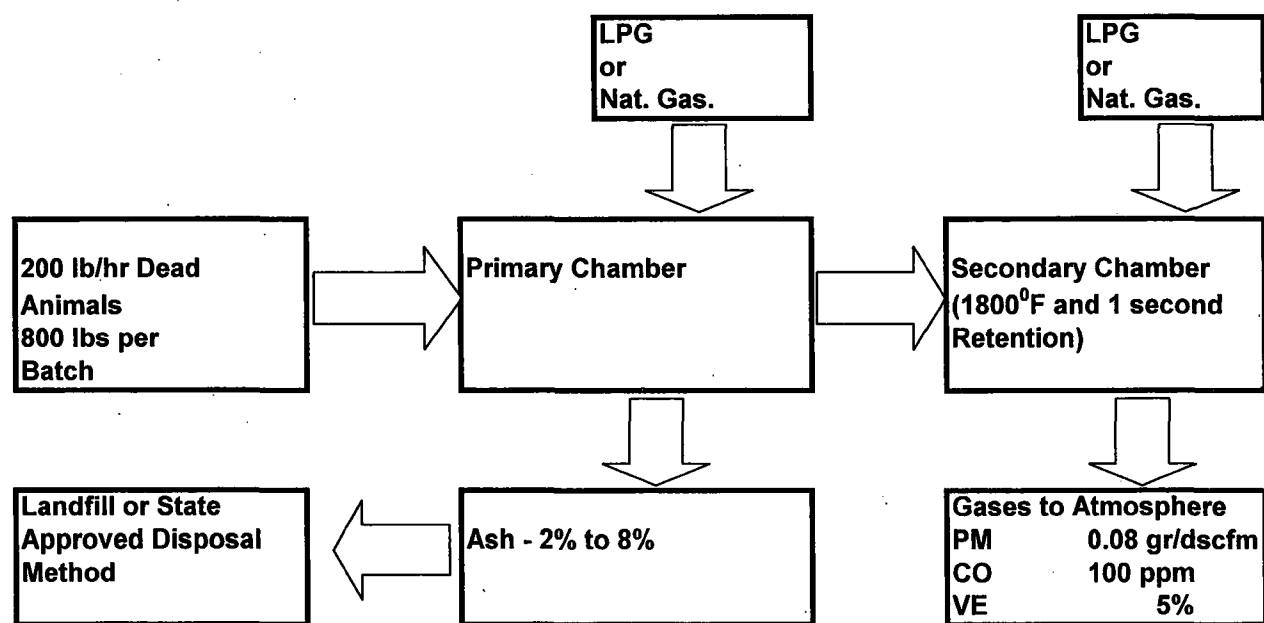 LPG
or
Nat. Gas.
LPG
or
Nat. Gas.
200 lb/hr Dead
Animals
800 lbs per
Batch
Primary Chamber
Secondary Chamber
(1800⁰F and 1 second
Retention)
Landfill or State
Approved Disposal
Method
Ash - 2% to 8%
Gases to Atmosphere
PM 0.08 gr/dscfm
CO 100 ppm
VE 5%